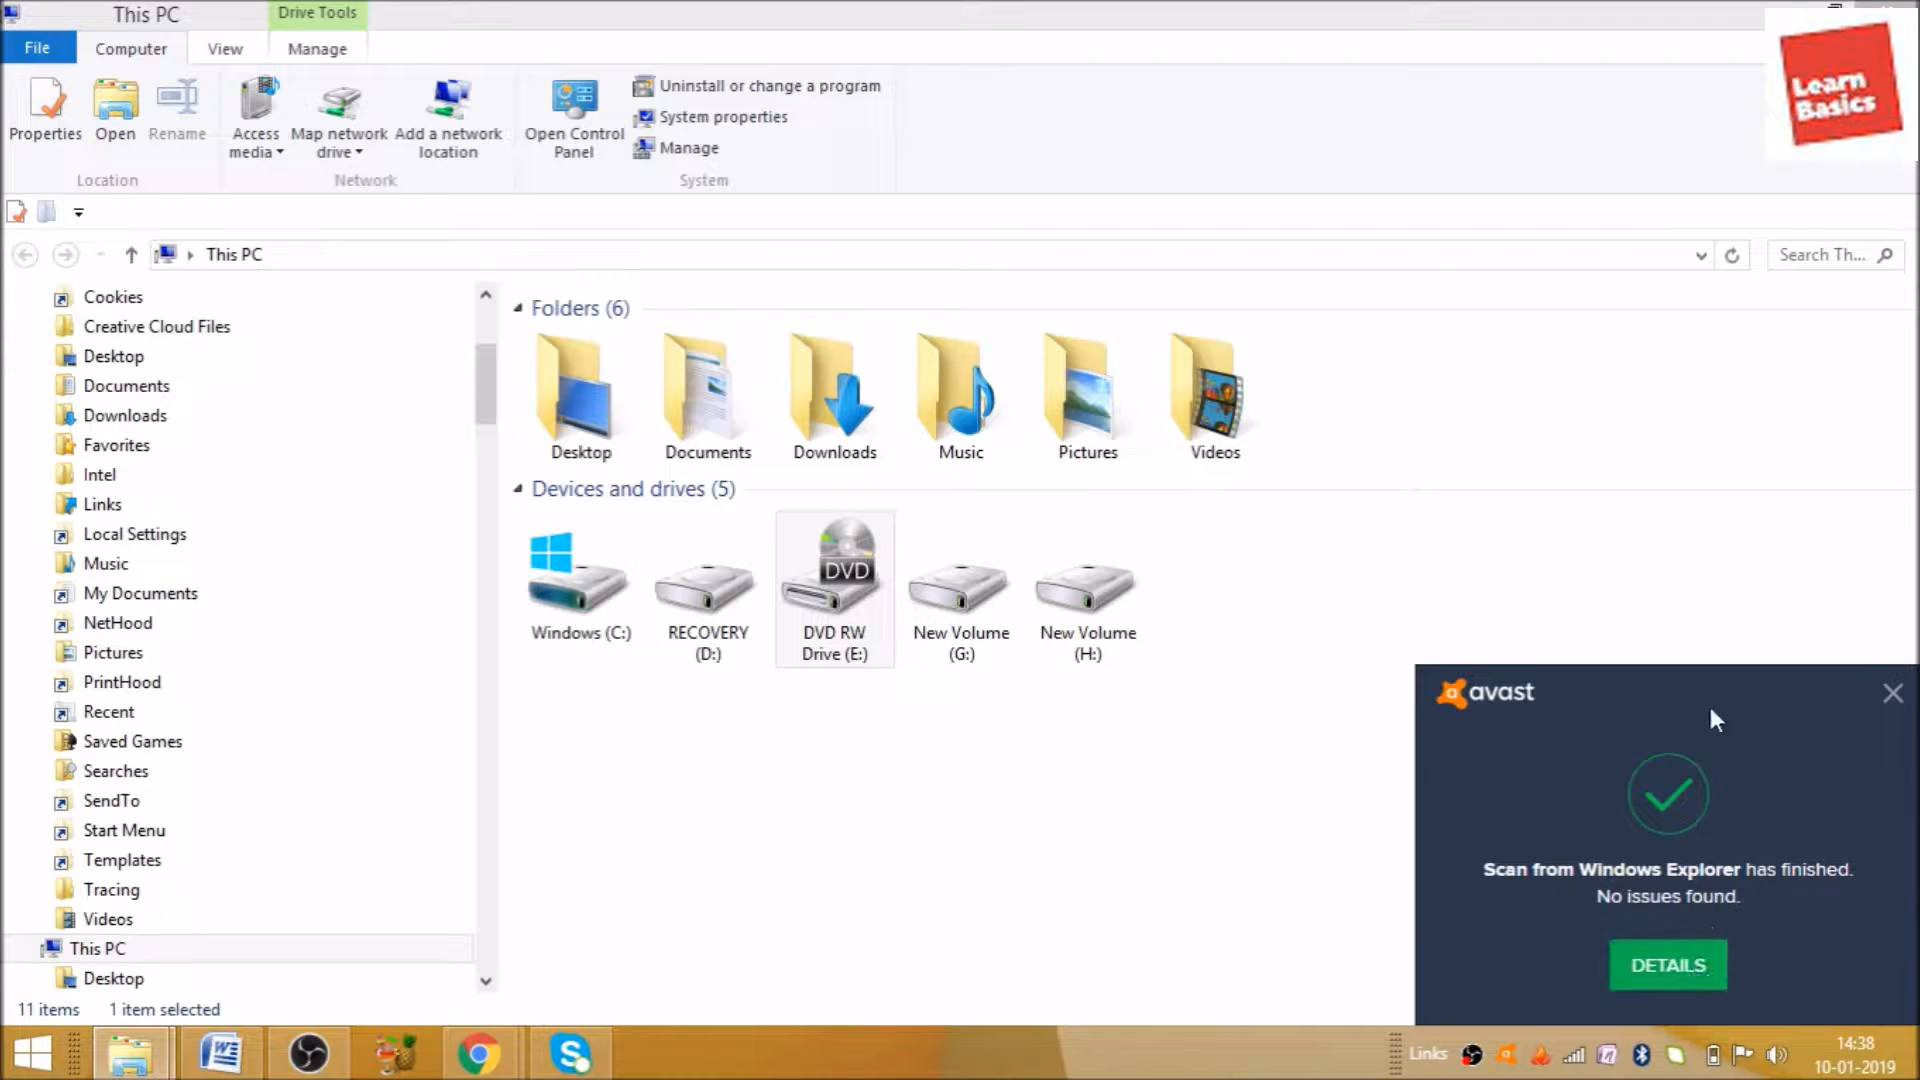 This PC
Drive Tools
File
Computer
View
Manage
Learn
Basics
Properties
Open
Rename
Access
media
Map network
drive
Add a network
location
Open Control
Panel
Uninstall or change a program
System properties
Manage
Location
Network
System
This PC
Search Th...
Cookies
Creative Cloud Files
Desktop
Documents
Downloads
Favorites
Intel
Links
Local Settings
Music
My Documents
NetHood
Pictures
PrintHood
Recent
Saved Games
Searches
SendTo
Start Menu
Templates
Tracing
Videos
This PC
Desktop
Folders (6)
Desktop
Documents
Downloads
Music
Pictures
Videos
Devices and drives (5)
DVD
Windows (C:)
RECOVERY
(D:)
DVD RW
Drive (E:)
New Volume
(G:)
New Volume
(H:)
avast
Scan from Windows Explorer has finished.
No issues found.
DETAILS
11 items
1 item selected
Links
14:38
10-01-2019